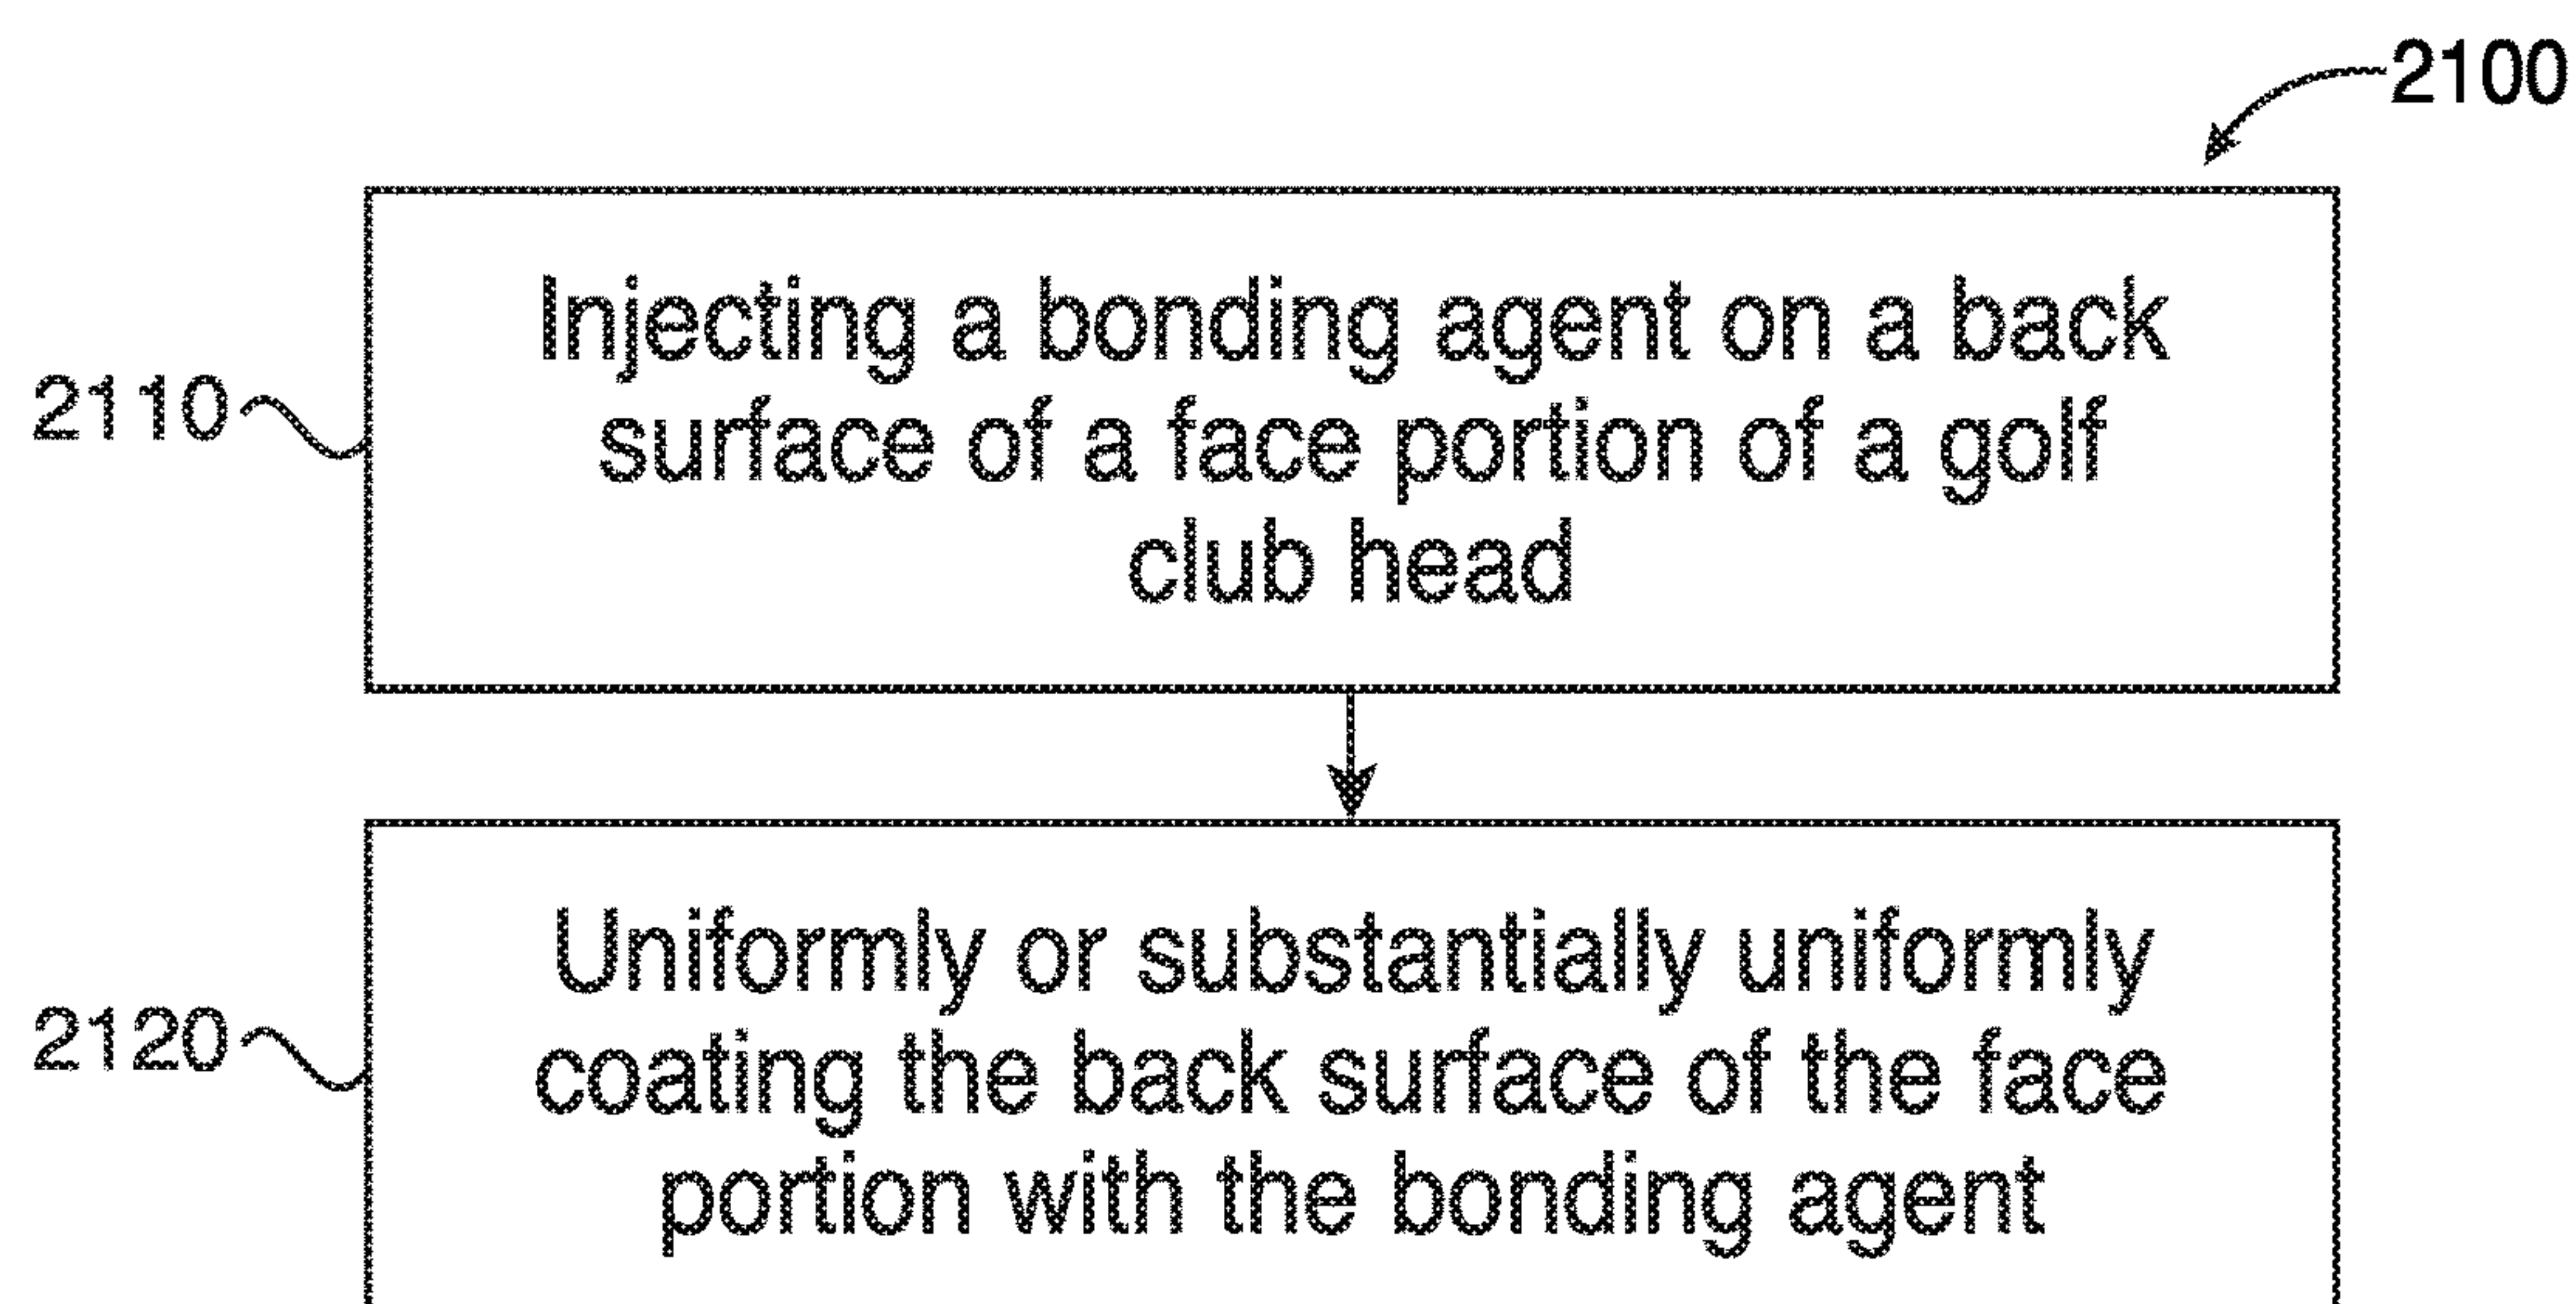 2100
Injecting a bonding agent on a back
surface of a face portion of a golf
club head
2110
Uniformly or substantially uniformly
coating the back surface of the face
portion with the bonding agent
2120